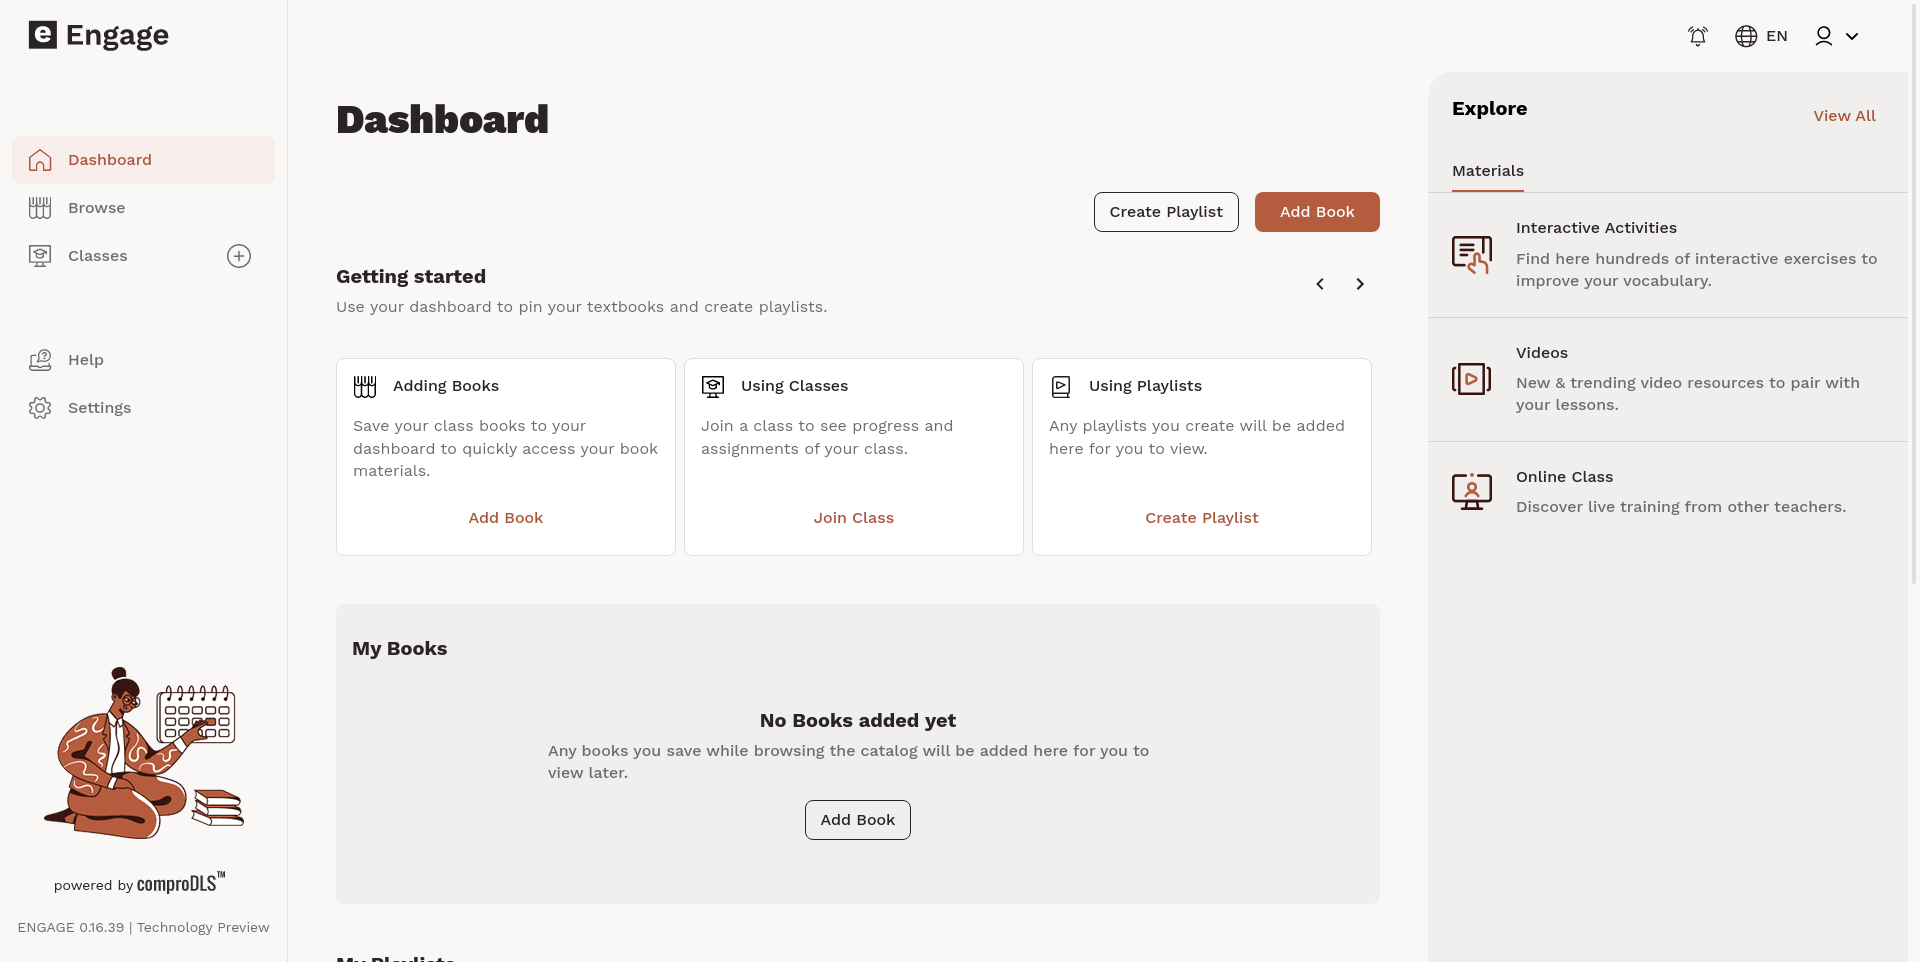 e Engage
EN
Dashboard
Browse
Classes
Help
Settings
powered by comproDLS™
ENGAGE 0.16.39 | Technology Preview
Dashboard
Create Playlist
Add Book
Getting started
Use your dashboard to pin your textbooks and create playlists.
Adding Books
Save your class books to your
dashboard to quickly access your book
materials.
Add Book
Using Classes
Join a class to see progress and
assignments of your class.
Join Class
Using Playlists
Any playlists you create will be added
here for you to view.
Create Playlist
My Books
No Books added yet
Any books you save while browsing the catalog will be added here for you to
view later.
Add Book
My Playlists
Explore
View All
Materials
Interactive Activities
Find here hundreds of interactive exercises to
improve your vocabulary.
Videos
New & trending video resources to pair with
your lessons.
Online Class
Discover live training from other teachers.